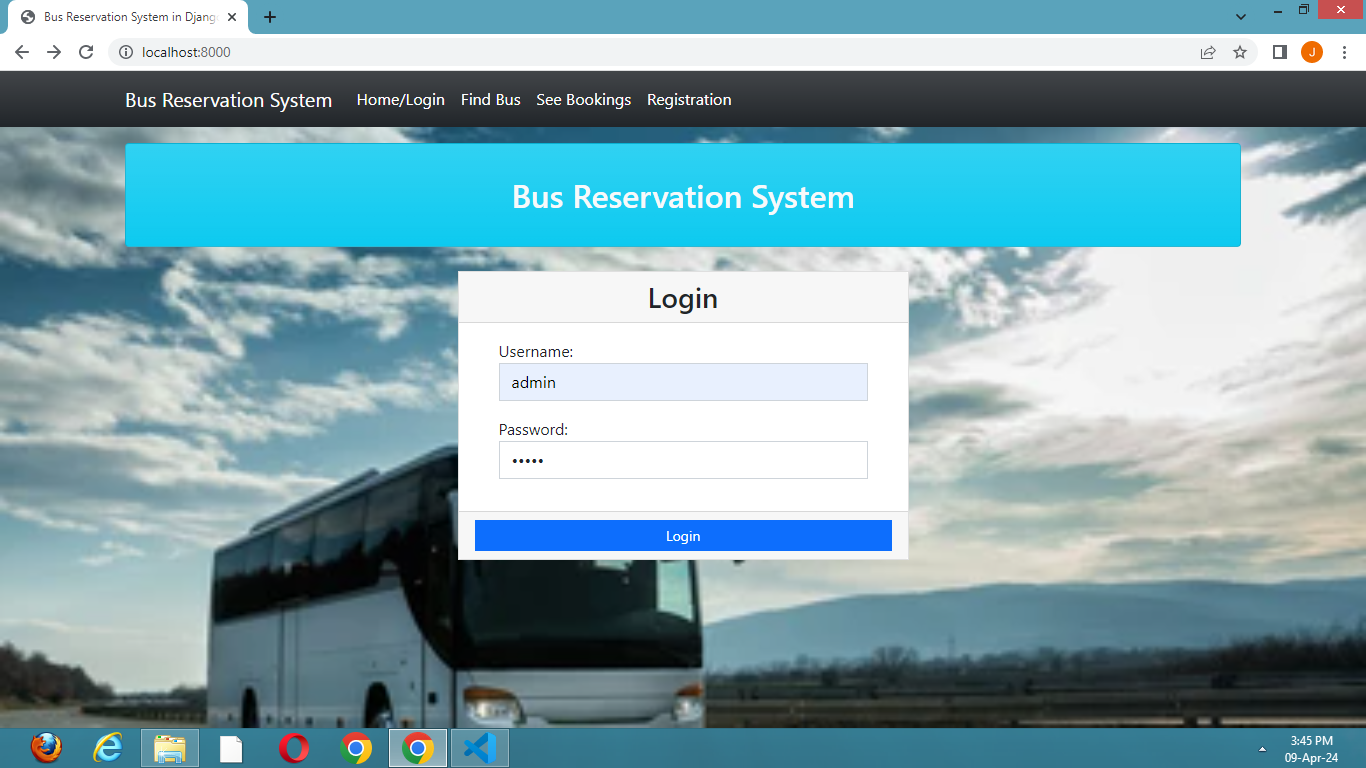 Bus Reservation System in Djang
localhost:8000
J
Bus Reservation System Home/Login Find Bus See Bookings Registration
Bus Reservation System
Login
Username:
admin
Password:
•••••
Login
3:45 PM
09-Apr-24